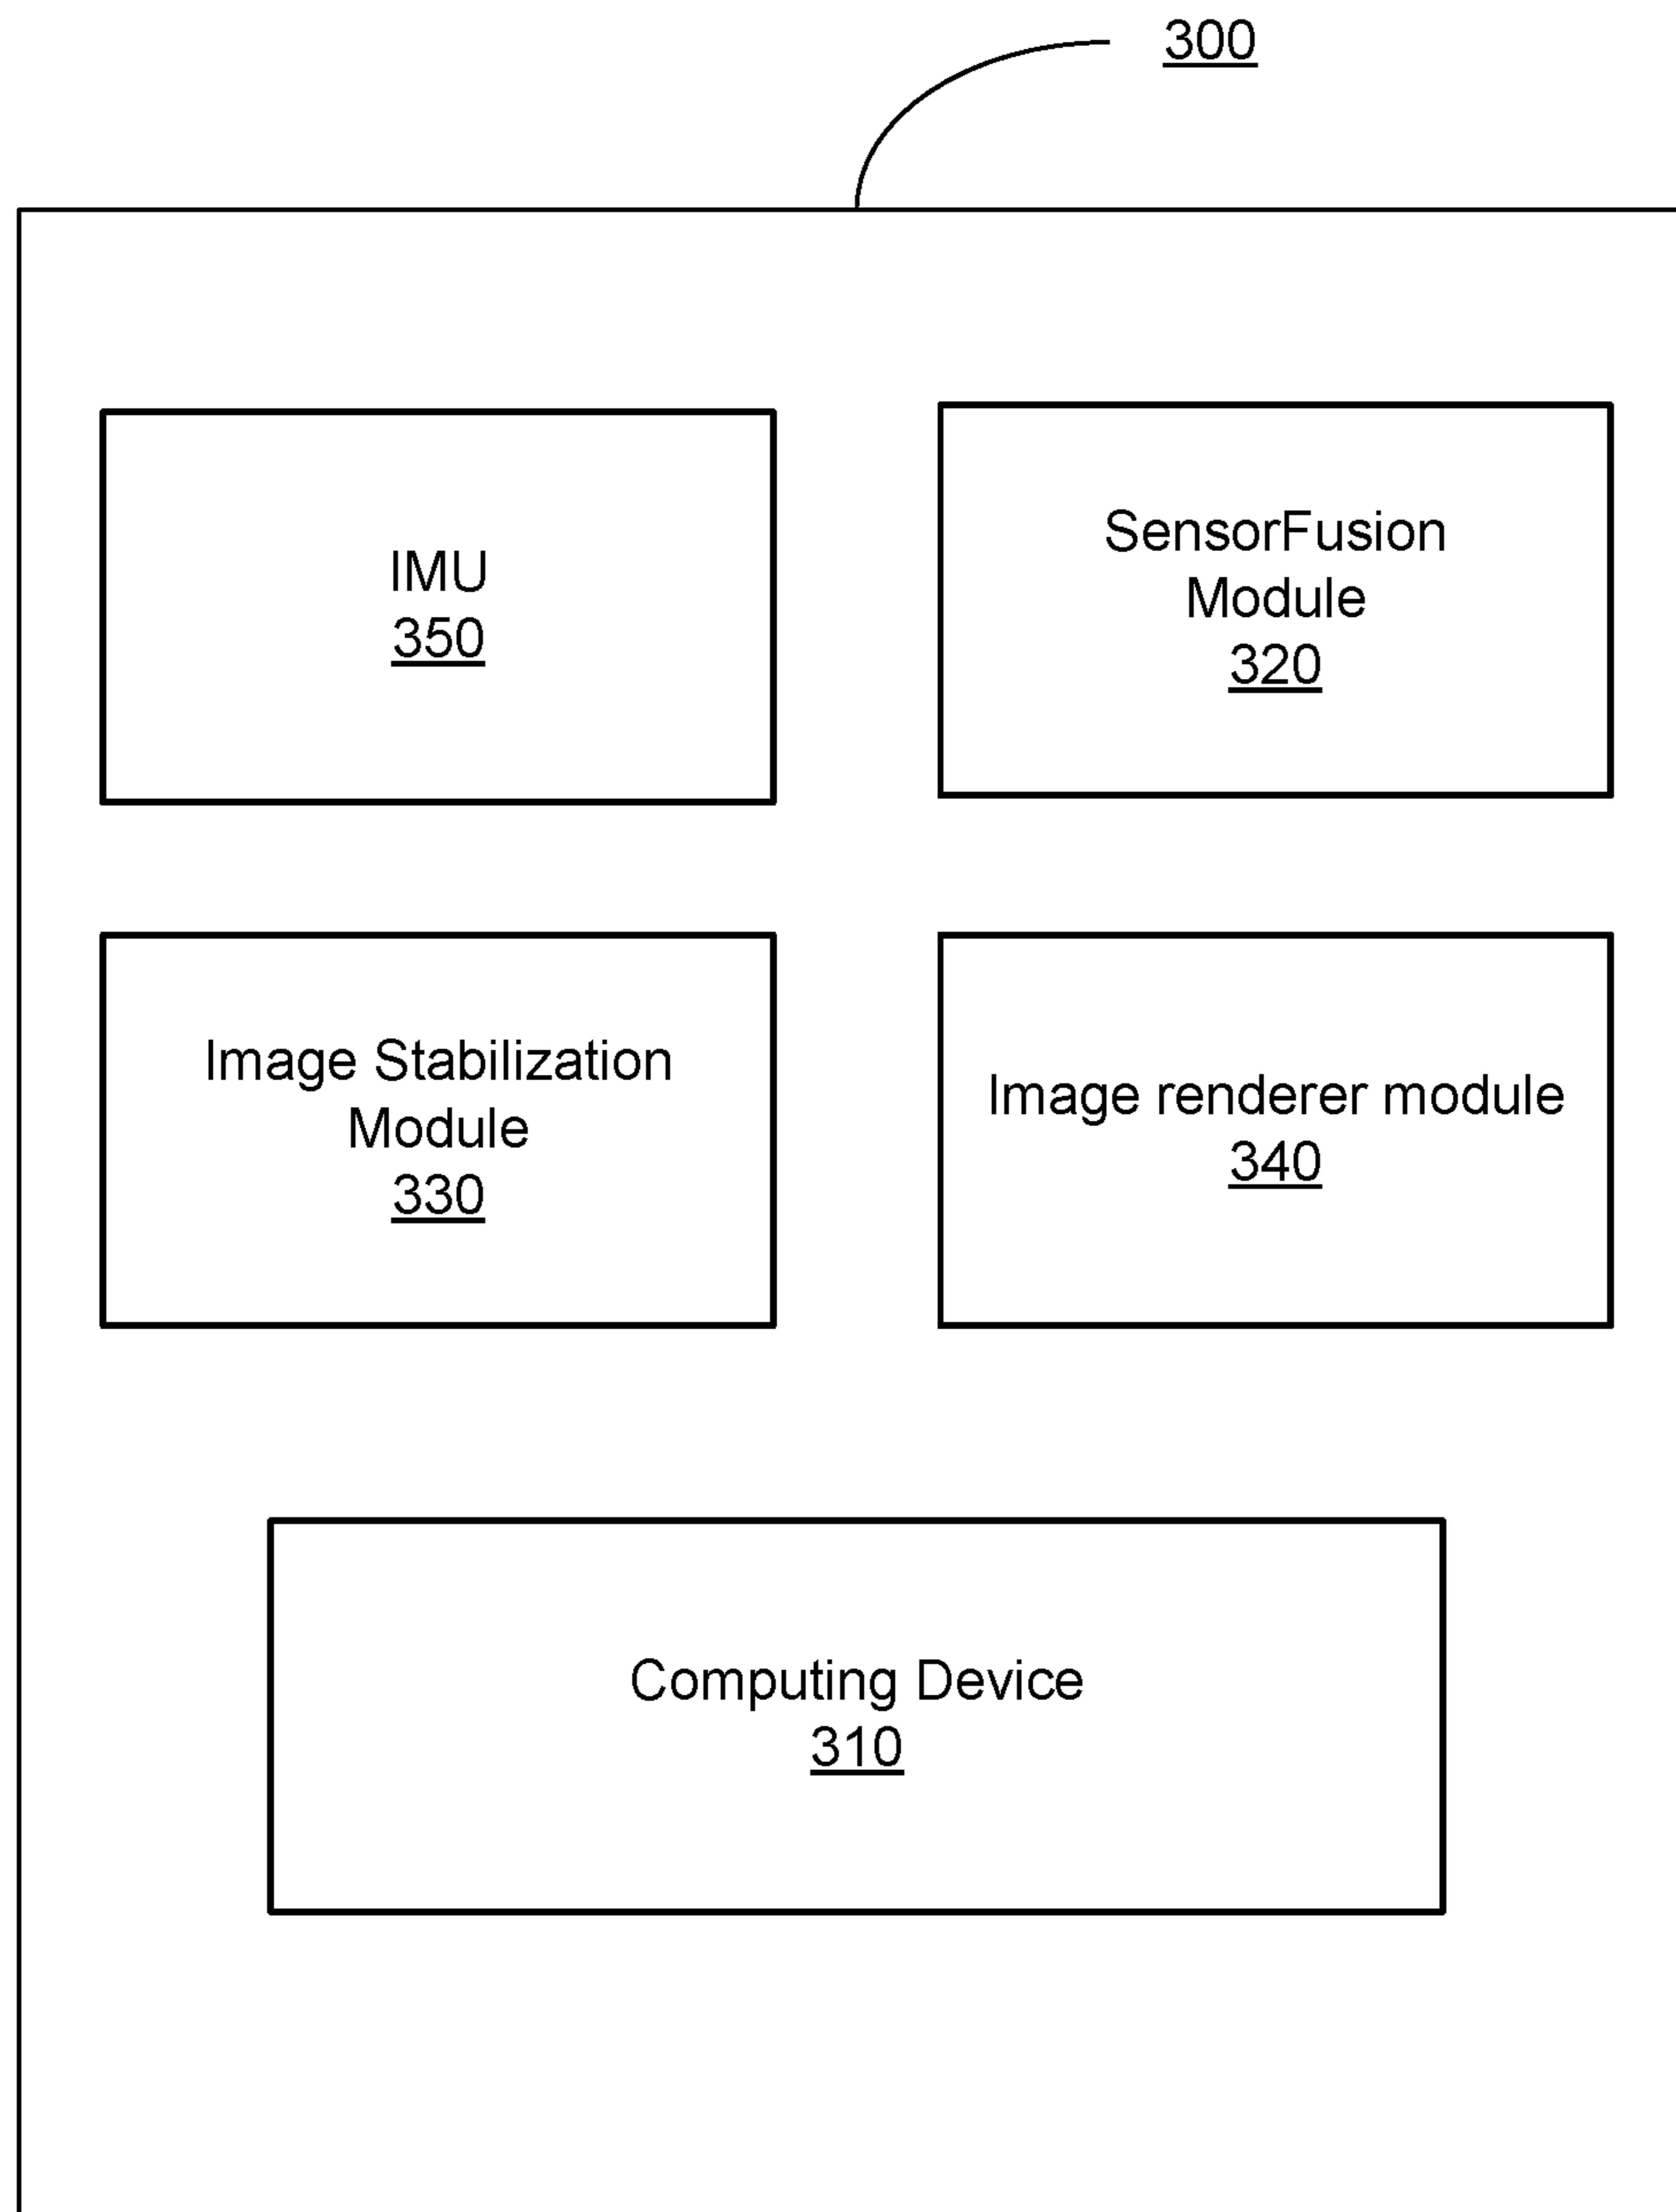 300
IMU
350
SensorFusion
Module
320
Image Stabilization
Module
330
Image renderer module
340
Computing Device
310